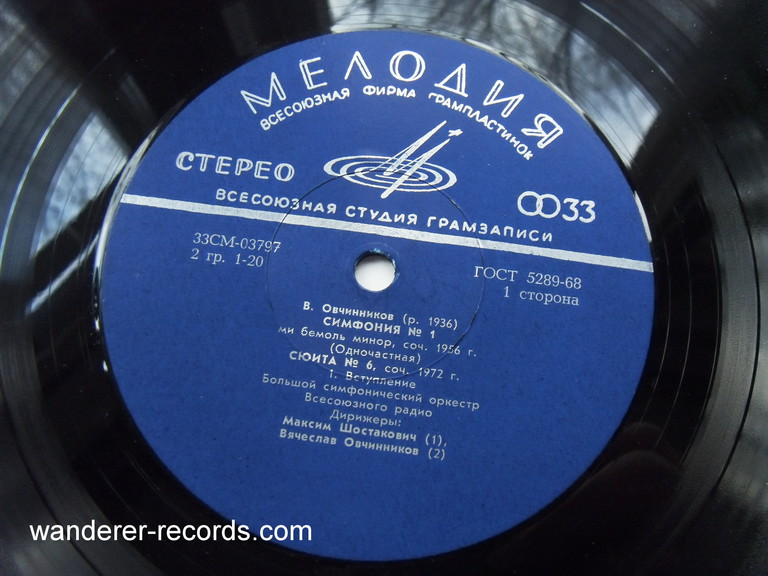 МЕЛОДИЯ
ВСЕСОЮЗНАЯ ФИРМА ГРАМПЛАСТИНОК
СТЕРЕО
33
ВСЕСОЮЗНАЯ СТУДИЯ ГРАМЗАПИСИ
33СМ-03797
2 гр. 1-20
ГОСТ 5289-68
1 сторона
В. Овчинников (р. 1936)
СИМФОНИЯ № 1
ми бемоль минор, соч. 1956 г.
(Одночастная)
СЮИТА № 6, соч. 1972 г.
1. Вступление
Большой симфонический оркестр
Всесоюзного радио
Дирижеры:
Максим Шостакович (1),
Вячеслав Овчинников (2)
wanderer-records.com